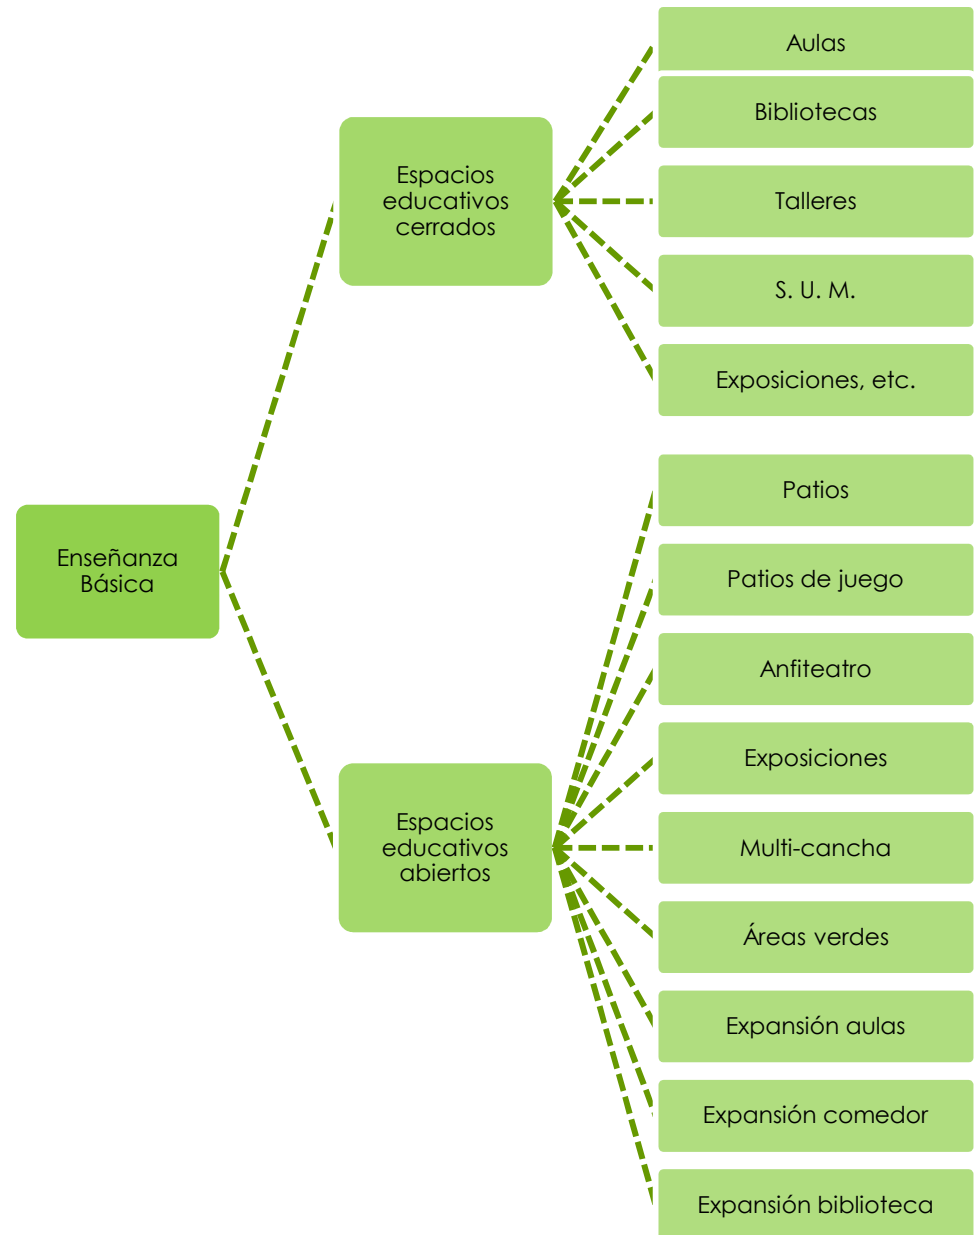 Aulas
Bibliotecas
Espacios
educativos
cerrados
Talleres
S. U. M.
Exposiciones, etc.
Enseñanza
Básica
Patios
Patios de juego
Anfiteatro
Exposiciones
Espacios
educativos
abiertos
Multi-cancha
Áreas verdes
Expansión aulas
Expansión comedor
Expansión biblioteca